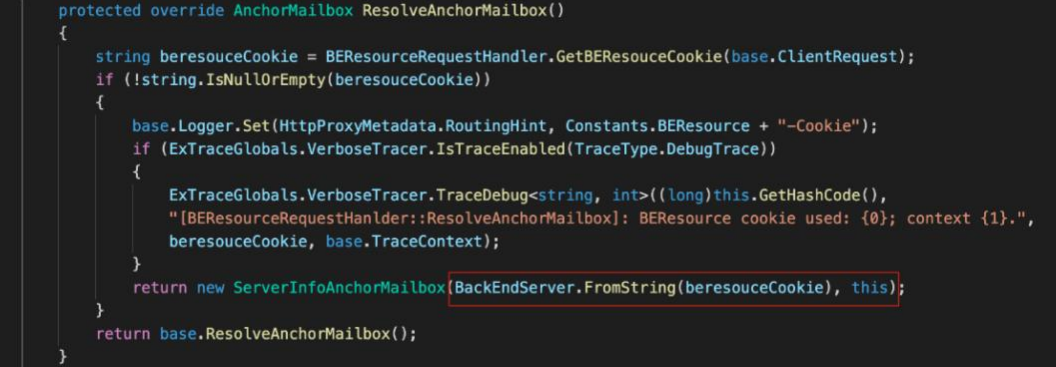 protected override AnchorMailbox ResolveAnchorMailbox()
{
string beresouceCookie = BEResourceRequestHandler.GetBEResouceCookie(base.ClientRequest);
if (!string.IsNullOrEmpty(beresouceCookie))
{
base.Logger.Set(HttpProxyMetadata.RoutingHint, Constants.BEResource + "-Cookie");
if (ExTraceGlobals.VerboseTracer.IsTraceEnabled(TraceType.DebugTrace))
{
ExTraceGlobals.VerboseTracer.TraceDebug<string, int>((long)this.GetHashCode(),
"[BEResourceRequestHanlder::ResolveAnchorMailbox]: BEResource cookie used: {0}; context {1}.",
beresouceCookie, base.TraceContext);
}
return new ServerInfoAnchorMailbox(BackEndServer.FromString(beresouceCookie), this);
}
return base.ResolveAnchorMailbox();
}